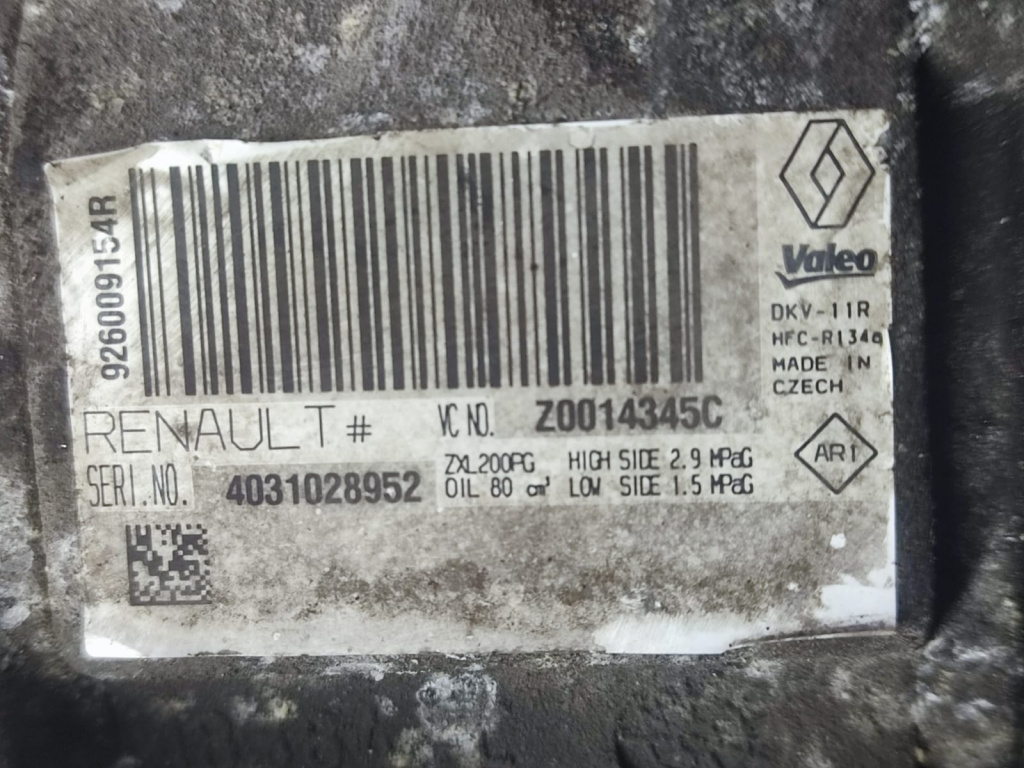 926009154R
RENAULT #
VC NO. Z0014345C
SERI.NO. 4031028952
ZXL200PG HIGH SIDE 2.9 MPaG
OIL 80 cm³ LOW SIDE 1.5 MPaG
Valeo
DKV-11R
HFC-R134a
MADE IN
CZECH
AR1